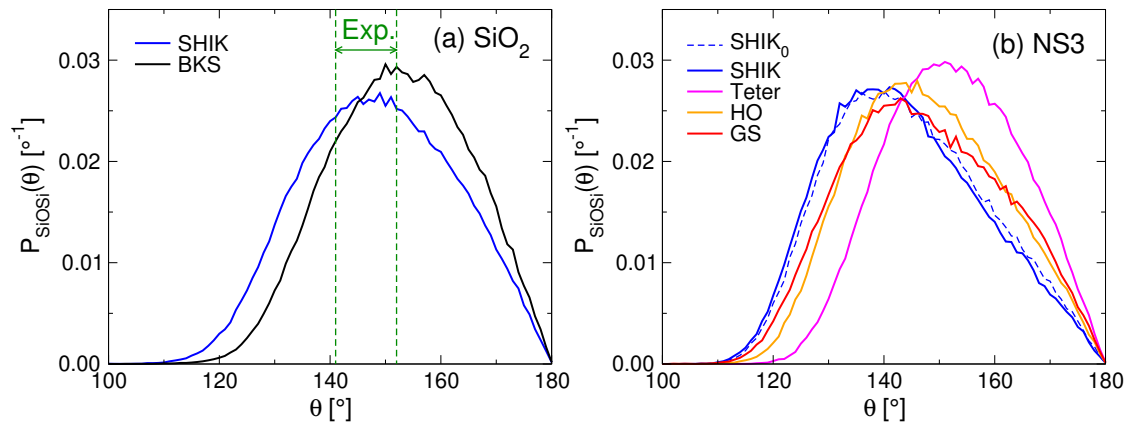 Exp.
(a) SiO2
SHIK
BKS
0.03
0.02
0.01
0.00
PSiOSi(θ) [°-1]
100
120
140
160
180
θ [°]
(b) NS3
SHIK0
SHIK
Teter
HO
GS
0.03
0.02
0.01
0.00
PSiOSi(θ) [°-1]
100
120
140
160
180
θ [°]